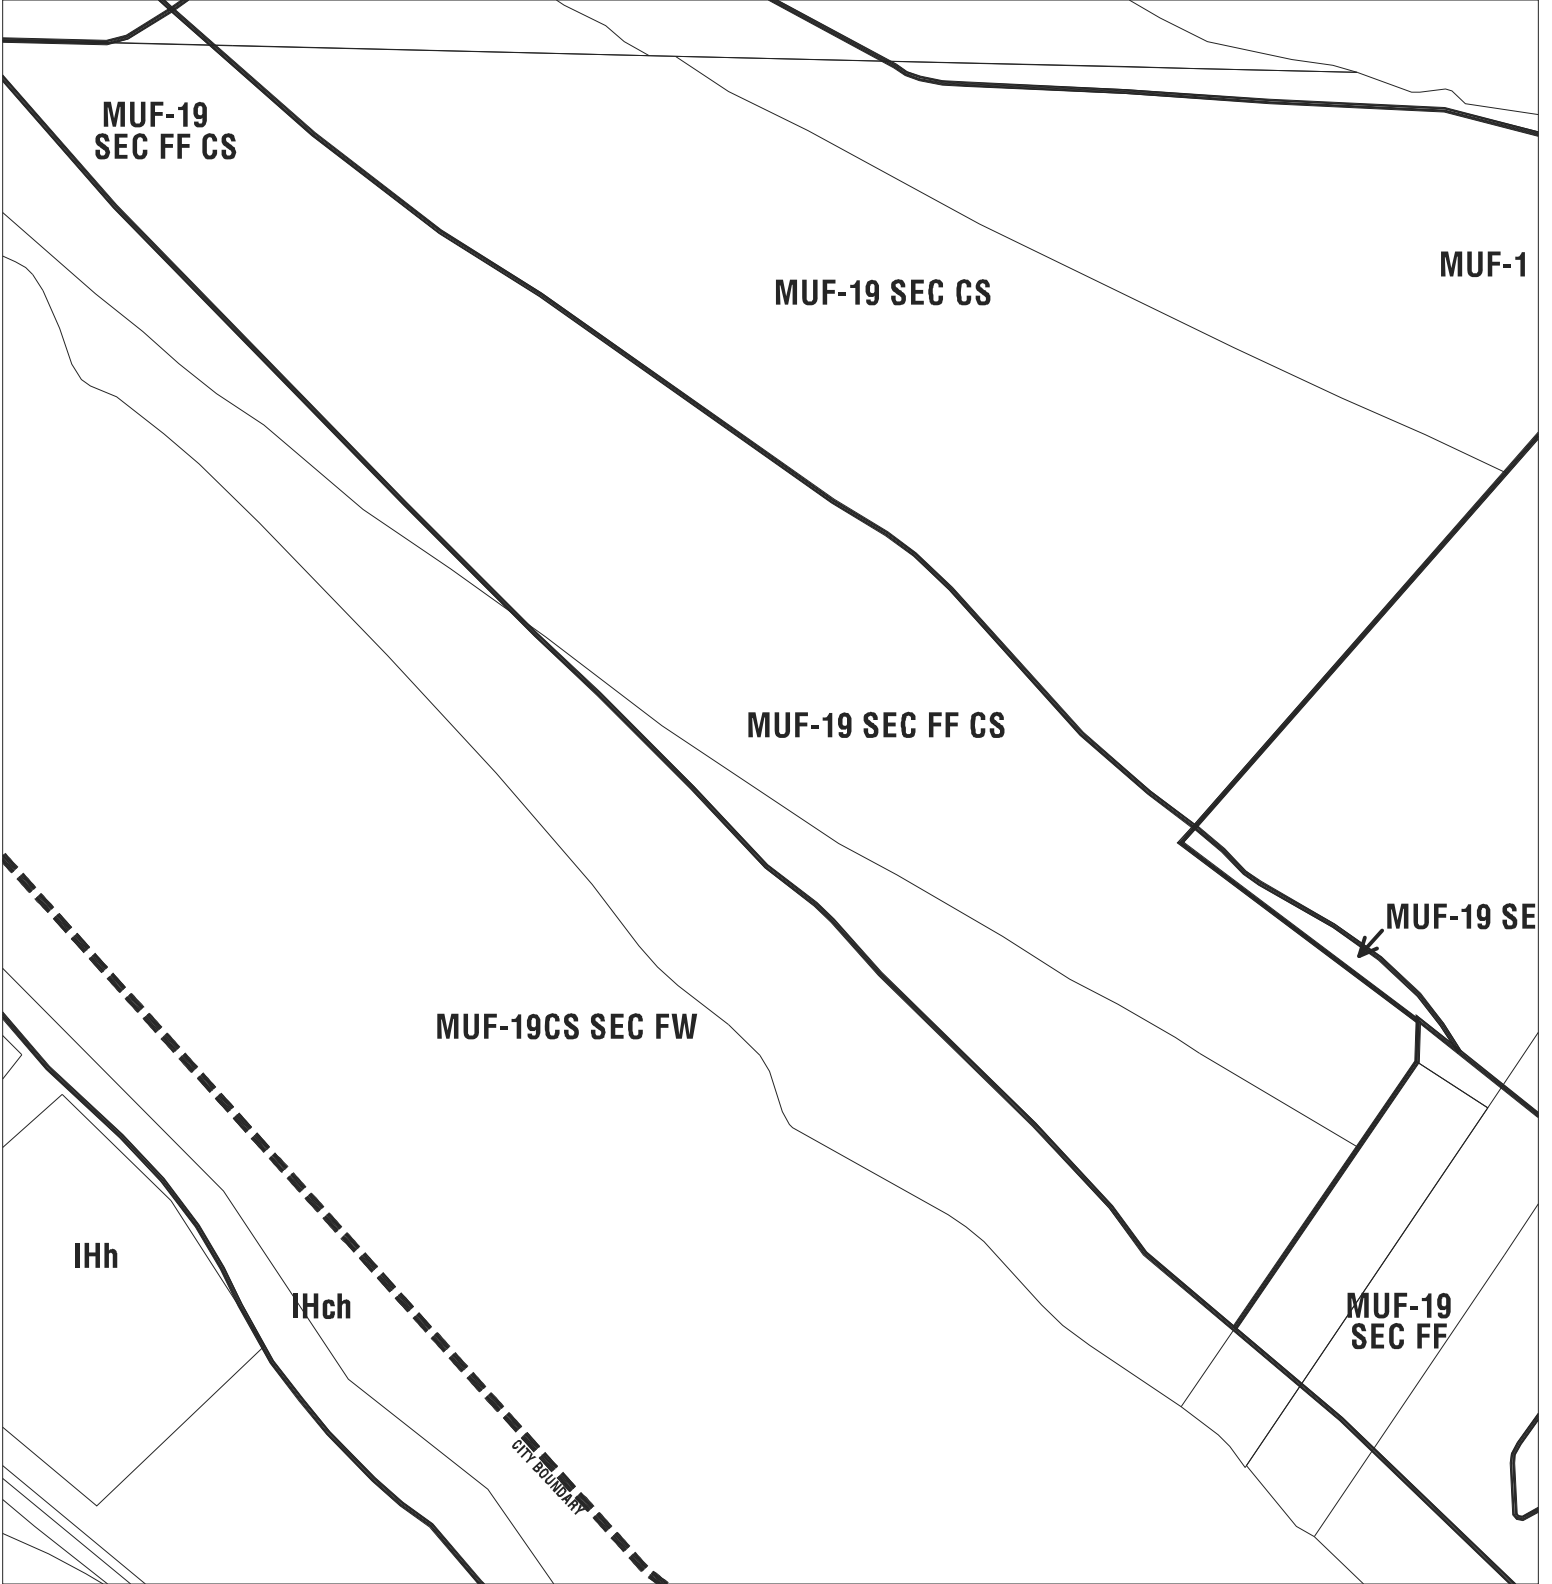 MUF-19
SEC FF CS
MUF-1
MUF-19 SEC CS
MUF-19 SEC FF CS
MUF-19 SE
MUF-19CS SEC FW
IHh
IHch
MUF-19
SEC FF
CITY BOUNDARY